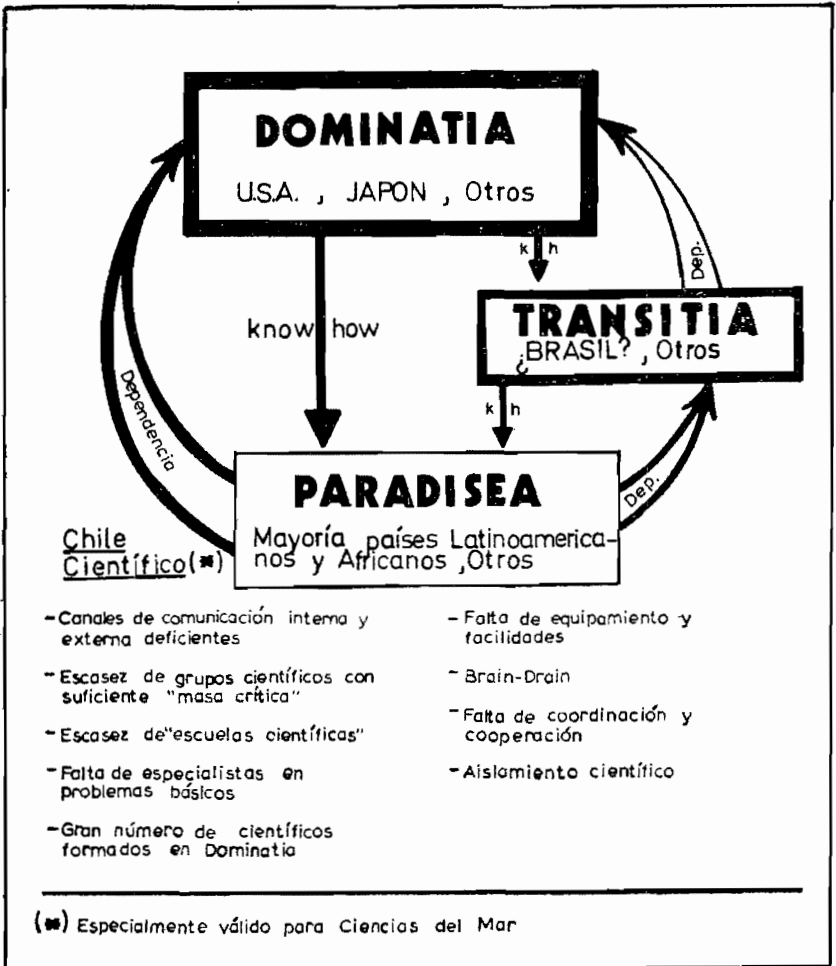 DOMINATIA
U.S.A. , JAPON , Otros
k h
Dep.
know how
TRANSITIA
¿BRASIL? , Otros
k h
Dependencia
Dep.
PARADISEA
Mayoría países Latinoamerica-
nos y Africanos ,Otros
Chile
Científico(*)
-Canales de comunicación interna y
externa deficientes
-Escasez de grupos científicos con
suficiente "masa crítica"
-Escasez de"escuelas científicas"
-Falta de especialistas en
problemas básicos
-Gran número de científicos
formados en Dominatia
- Falta de equipamiento y
facilidades
-Brain-Drain
-Falta de coordinación y
cooperación
-Aislamiento científico
(*) Especialmente válido para Ciencias del Mar